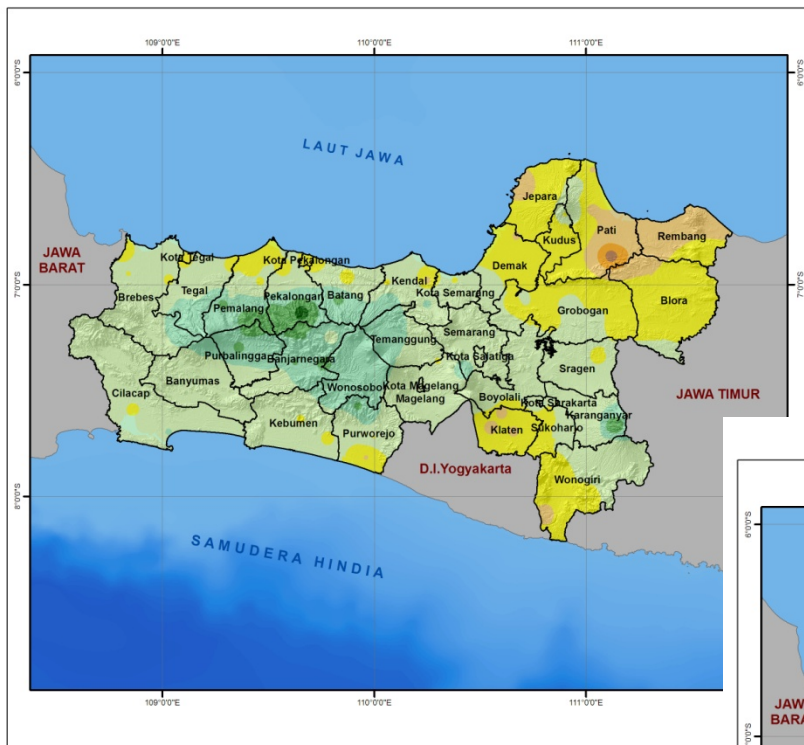 109°0'0"E 110°0'0"E 111°0'0"E
6°0'0"S 6°0'0"S
LAUT JAWA
Jepara
Pati
Rembang
Kudus
JAWA
BARAT
Kota Tegal
Kota Pekalongan
Demak
7°0'0"S
Kendal
Brebes
Tegal
Pekalongan
Batang
Kota Semarang
Blora
Pemalang
Grobogan
Temanggung
Semarang
Purbalingga
Banjarnegara
Kota Salatiga
Sragen
Banyumas
Wonosobo
Kota Magelang
Cilacap
Magelang
Boyolali
Kota Surakarta
JAWA TIMUR
Karanganyar
Kebumen
Purworejo
Klaten
Sukoharjo
D.I.Yogyakarta
Wonogiri
8°0'0"S
SAMUDERA HINDIA
6°0'0"S
109°0'0"E 110°0'0"E 111°0'0"E
JAW
BARA
7°0'0"S